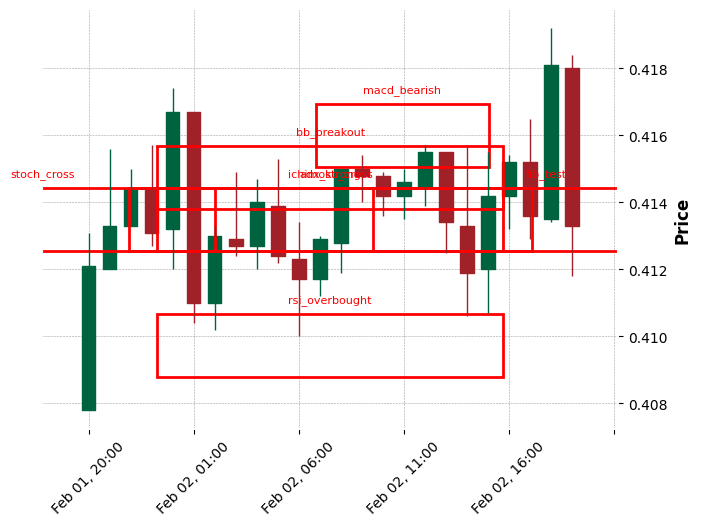 macd_bearish
bb_breakout
stoch_cross
rsi_overbought
0.418
0.416
0.414
0.412
0.410
0.408
Price
Feb 01, 20:00
Feb 02, 01:00
Feb 02, 06:00
Feb 02, 11:00
Feb 02, 16:00